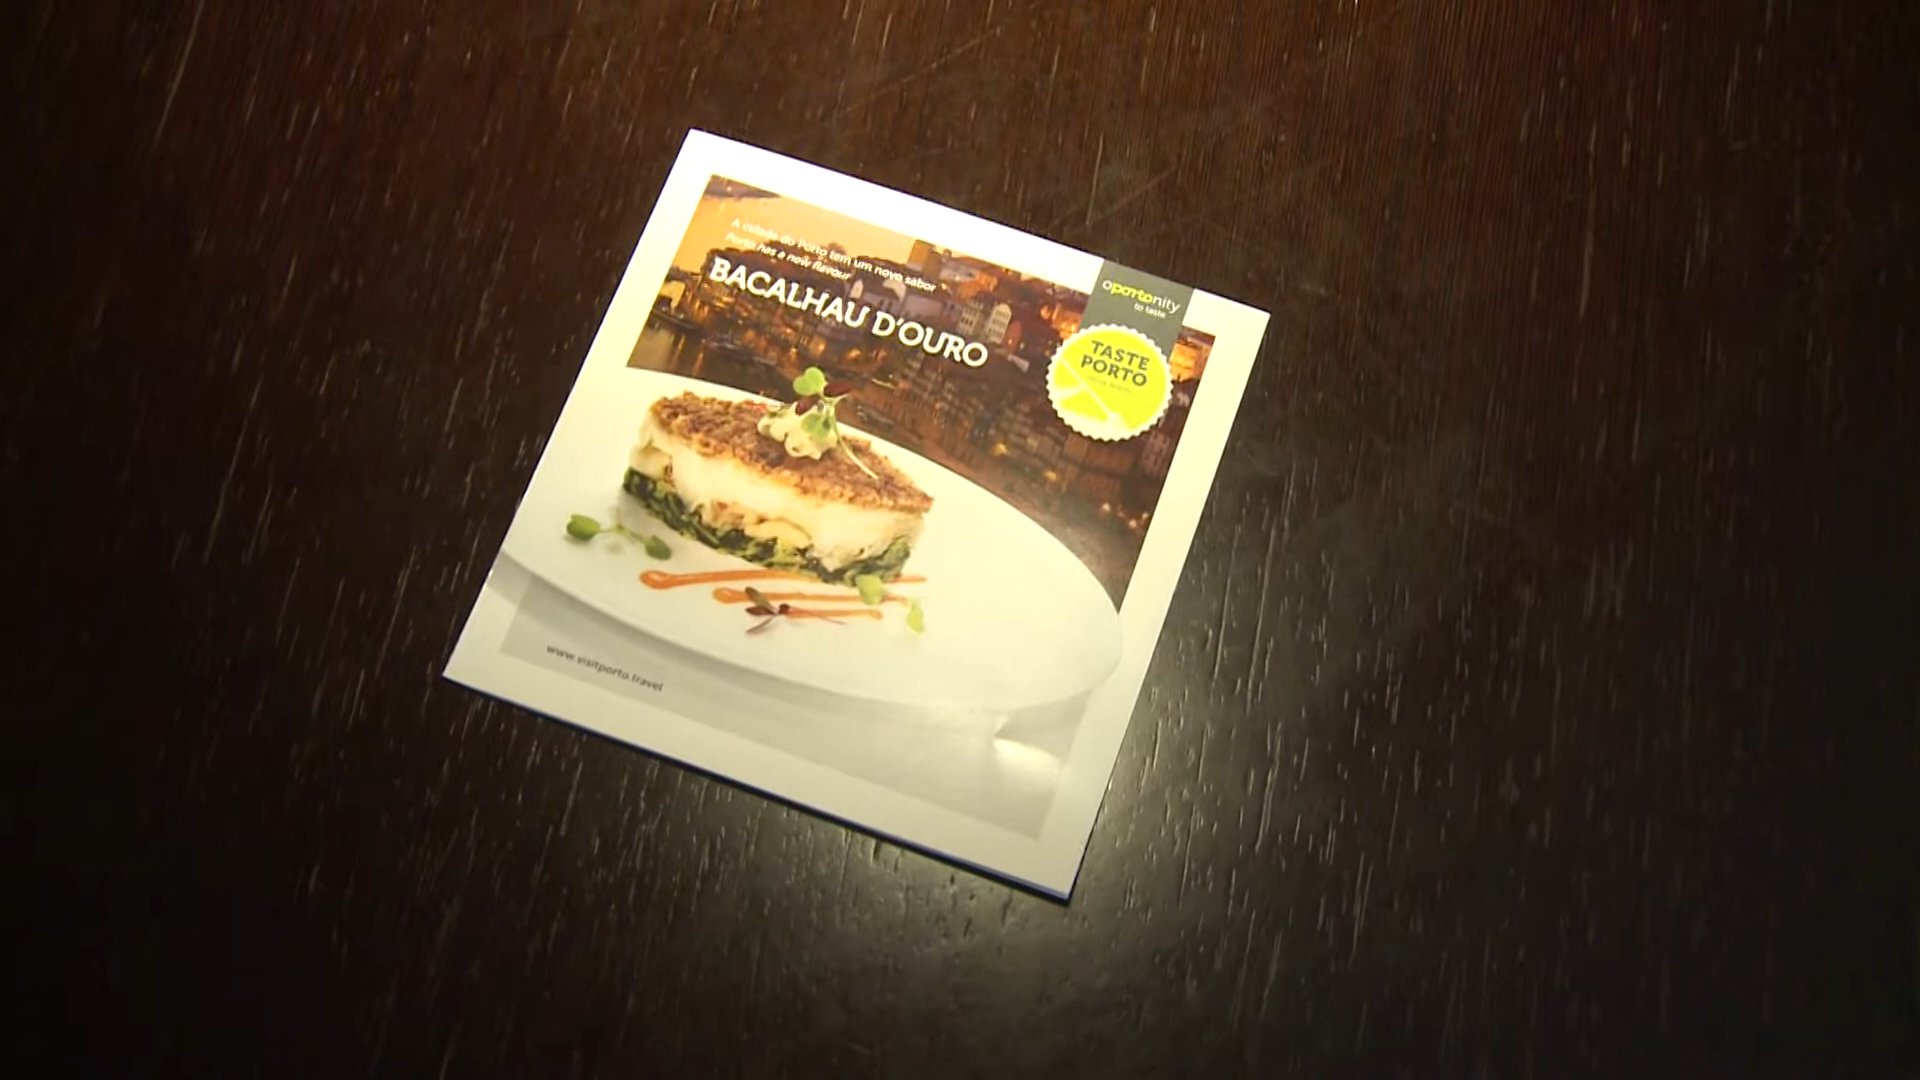 A cidade do Porto tem um novo sabor
Porto has a new flavour
BACALHAU D'OURO
oportonity
to taste
TASTE
PORTO
www.visitporto.travel